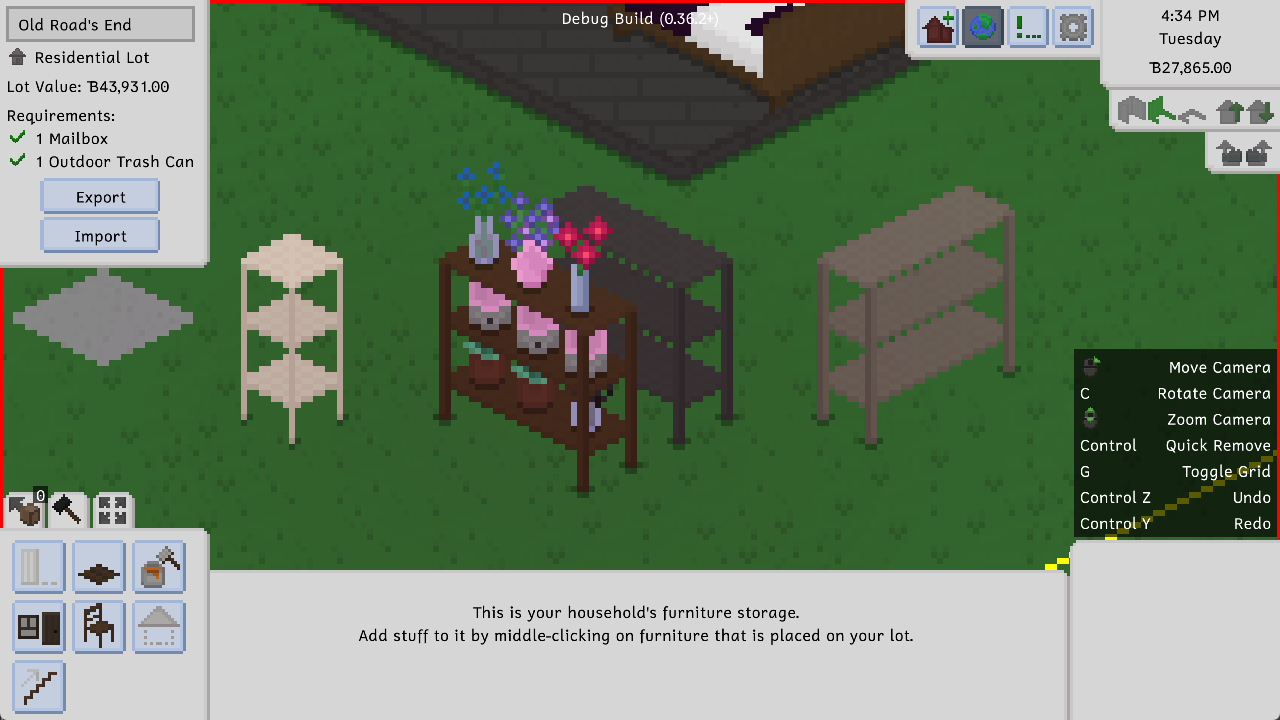 Old Road's End
Residential Lot
Lot Value: Ƀ43,931.00
Requirements:
1 Mailbox
1 Outdoor Trash Can
Export
Import
Debug Build (0.36.2+)
4:34 PM
Tuesday
Ƀ27,865.00
Move Camera
C Rotate Camera
Zoom Camera
Control Quick Remove
G Toggle Grid
Control Z Undo
Control Y Redo
0
This is your household's furniture storage.
Add stuff to it by middle-clicking on furniture that is placed on your lot.